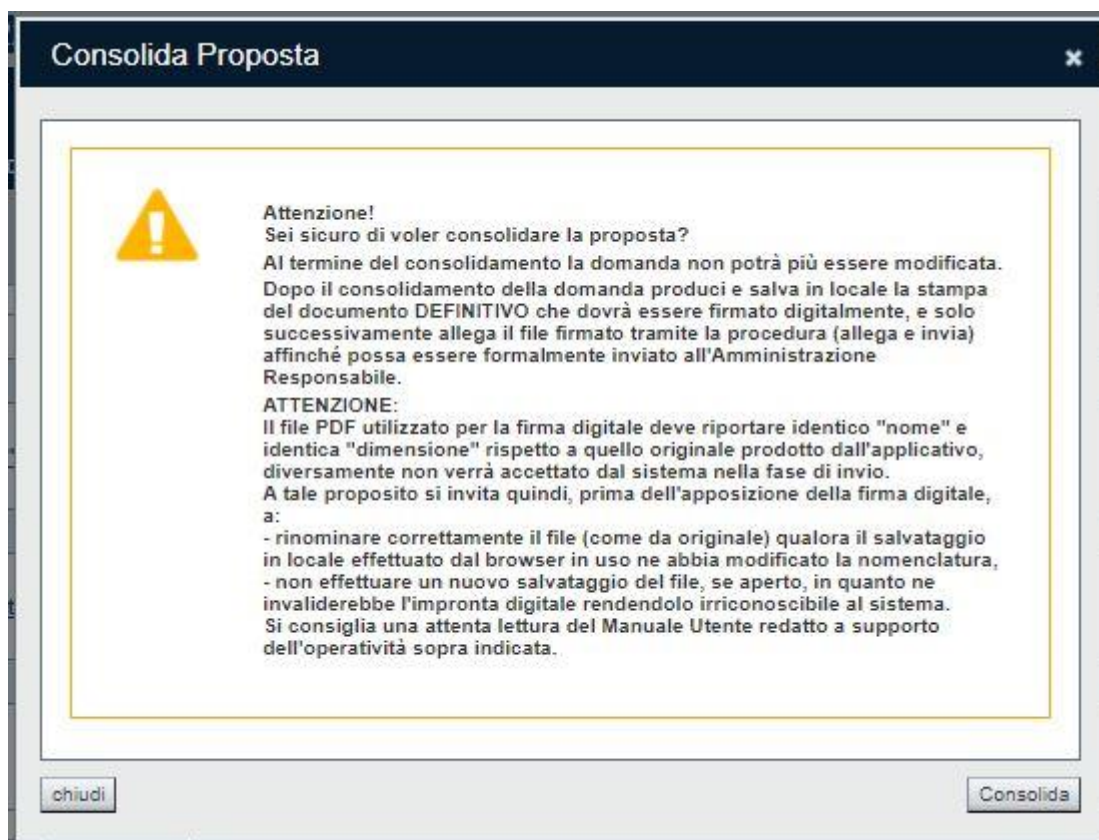 Consolida Proposta
Attenzione!
Sei sicuro di voler consolidare la proposta?
Al termine del consolidamento la domanda non potrà più essere modificata.
Dopo il consolidamento della domanda produci e salva in locale la stampa
del documento DEFINITIVO che dovrà essere firmato digitalmente, e solo
successivamente allega il file firmato tramite la procedura (allega e invia)
affinché possa essere formalmente inviato all'Amministrazione
Responsabile.
ATTENZIONE:
Il file PDF utilizzato per la firma digitale deve riportare identico "nome" e
identica "dimensione" rispetto a quello originale prodotto dall'applicativo,
diversamente non verrà accettato dal sistema nella fase di invio.
A tale proposito si invita quindi, prima dell'apposizione della firma digitale,
a:
- rinominare correttamente il file (come da originale) qualora il salvataggio
in locale effettuato dal browser in uso ne abbia modificato la nomenclatura,
- non effettuare un nuovo salvataggio del file, se aperto, in quanto ne
invaliderebbe l'impronta digitale rendendolo irriconoscibile al sistema.
Si consiglia una attenta lettura del Manuale Utente redatto a supporto
dell'operatività sopra indicata.
chiudi
Consolida